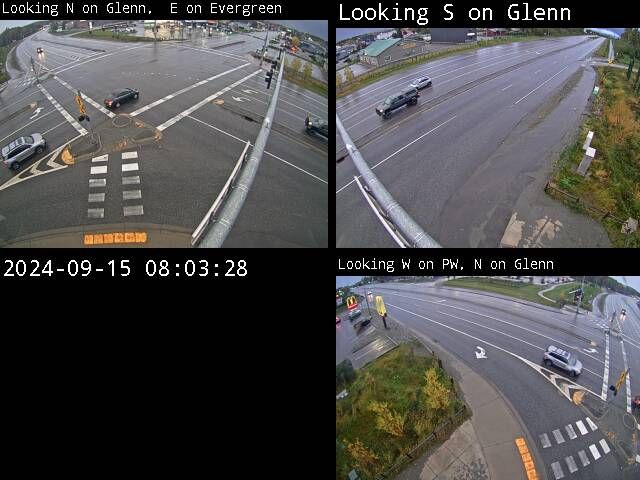 Looking N on Glenn,  E on Evergreen
Looking S on Glenn
2024-09-15 08:03:28
Looking W on PW, N on Glenn